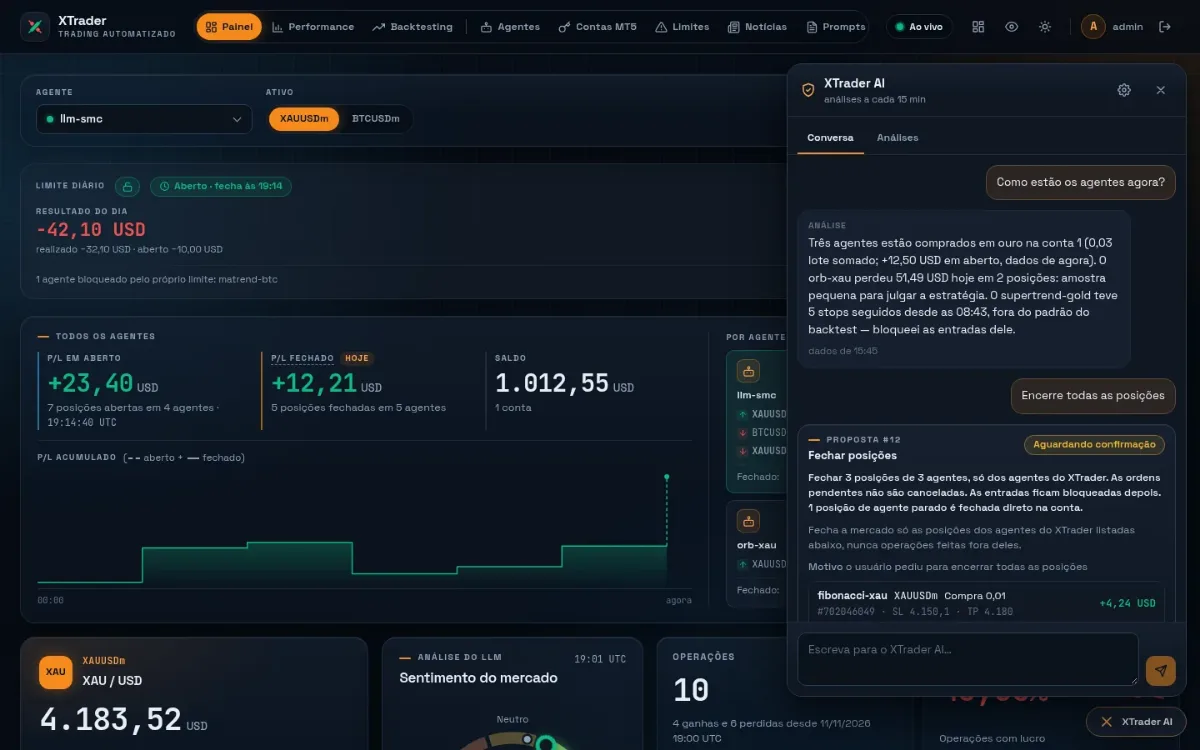 XTrader
TRADING AUTOMATIZADO
Painel
Performance
Backtesting
Agentes
Contas MT5
Limites
Notícias
Prompts
Ao vivo
A
admin
AGENTE
llm-smc
ATIVO
XAUUSDm
BTCUSDm
LIMITE DIÁRIO
Aberto · fecha às 19:14
RESULTADO DO DIA
-42,10 USD
realizado −32,10 USD · aberto −10,00 USD
1 agente bloqueado pelo próprio limite: matrend-btc
TODOS OS AGENTES
P/L EM ABERTO
+23,40 USD
7 posições abertas em 4 agentes ·
19:14:40 UTC
P/L FECHADO HOJE
+12,21 USD
5 posições fechadas em 5 agentes
SALDO
1.012,55 USD
1 conta
P/L ACUMULADO (-- aberto + — fechado)
00:00
agora
POR AGENTE
llm-smc
XAUUSD
BTCUSD
XAUUSD
Fechado:
orb-xau
XAUUSD
Fechado:
XAU
XAUUSDm
XAU / USD
4.183,52 USD
ANÁLISE DO LLM
19:01 UTC
Sentimento do mercado
Neutro
OPERAÇÕES
10
4 ganhas e 6 perdidas desde 11/11/2026
19:00 UTC
Operações com lucro
XTrader AI
análises a cada 15 min
Conversa
Análises
Como estão os agentes agora?
ANÁLISE
Três agentes estão comprados em ouro na conta 1 (0,03
lote somado; +12,50 USD em aberto, dados de agora). O
orb-xau perdeu 51,49 USD hoje em 2 posições: amostra
pequena para julgar a estratégia. O supertrend-gold teve
5 stops seguidos desde as 08:43, fora do padrão do
backtest — bloqueei as entradas dele.
dados de 15:45
Encerre todas as posições
PROPOSTA #12
Aguardando confirmação
Fechar posições
Fechar 3 posições de 3 agentes, só dos agentes do XTrader. As ordens
pendentes não são canceladas. As entradas ficam bloqueadas depois.
1 posição de agente parado é fechada direto na conta.
Fecha a mercado só as posições dos agentes do XTrader listadas
abaixo, nunca operações feitas fora deles.
Motivo o usuário pediu para encerrar todas as posições
fibonacci-xau XAUUSDm Compra 0,01
#702046049 · SL 4.150,1 · TP 4.180
+4,24 USD
Escreva para o XTrader AI...
XTrader AI